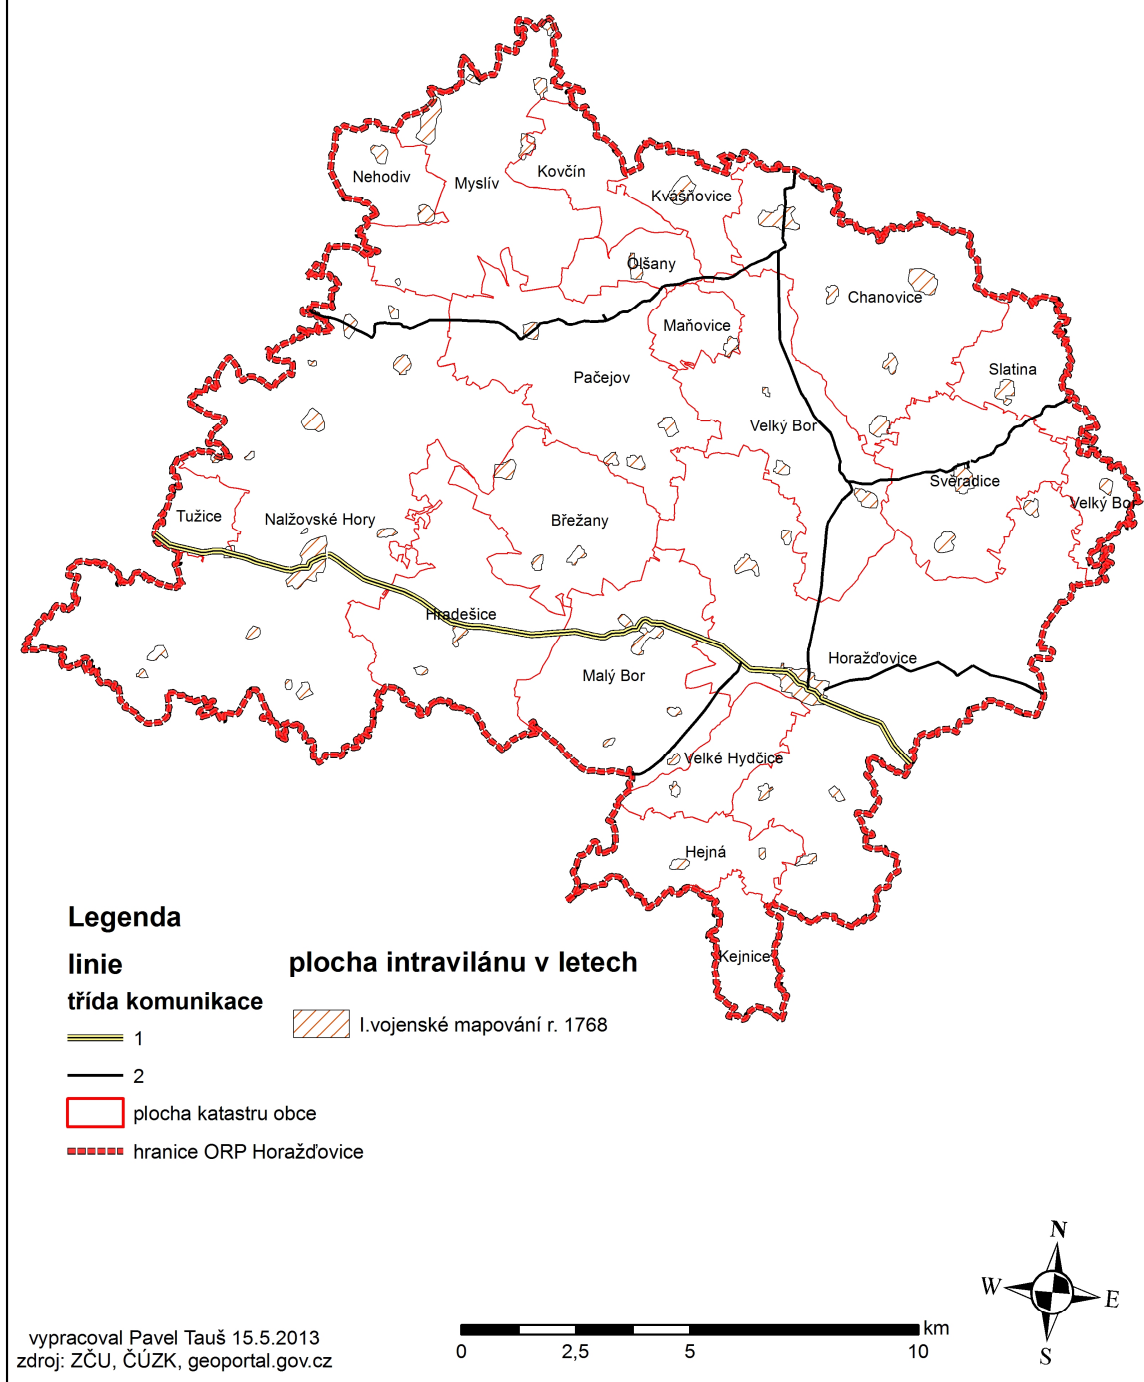 Nehodiv
Myslív
Kovčín
Kvášňovice
Olšany
Chanovice
Maňovice
Slatina
Pačejov
Velký Bor
Svéradice
Velký Bor
Tužice
Nalžovské Hory
Břežany
Hradešice
Malý Bor
Horažďovice
Velké Hydčice
Hejná
Kejnice
Legenda
linie
třída komunikace
1
2
plocha katastru obce
hranice ORP Horažďovice
plocha intravilánu v letech
I.vojenské mapování r. 1768
N
W
E
S
vypracoval Pavel Tauš 15.5.2013
zdroj: ZČU, ČÚZK, geoportal.gov.cz
km
0 2,5 5 10